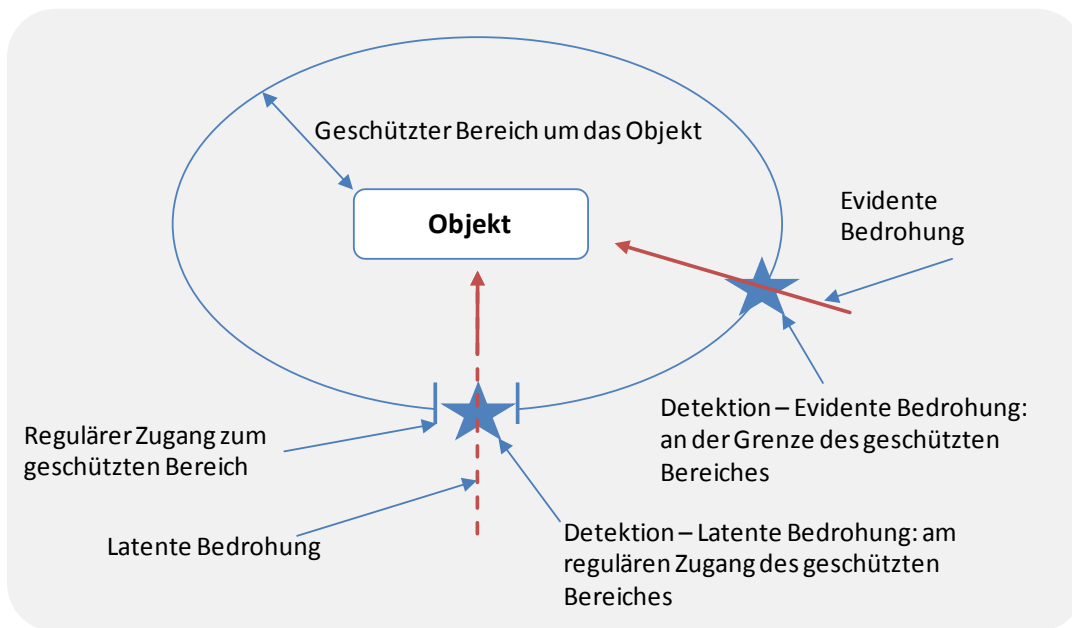 Geschützter Bereich um das Objekt
Objekt
Evidente
Bedrohung
Detektion – Evidente Bedrohung:
an der Grenze des geschützten
Bereiches
Regulärer Zugang zum
geschützten Bereich
Latente Bedrohung
Detektion – Latente Bedrohung: am
regulären Zugang des geschützten
Bereiches